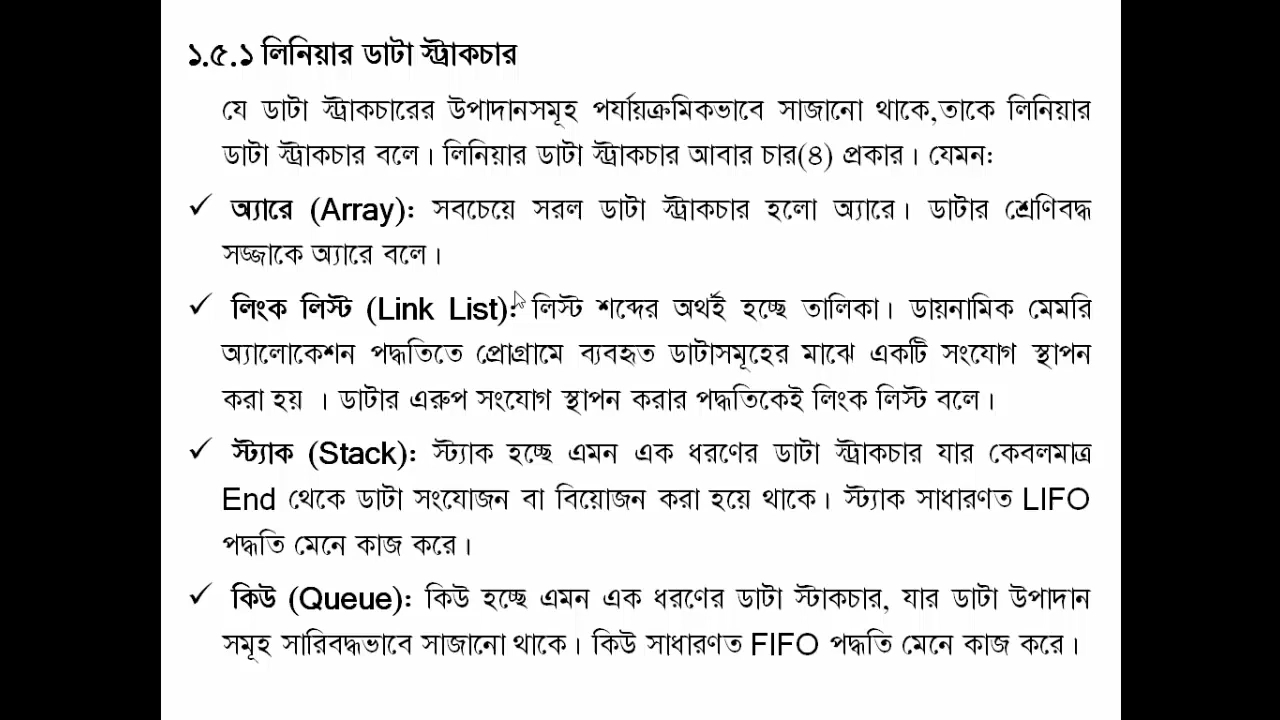 ১.৫.১ লিনিয়ার ডাটা স্ট্রাকচার
যে ডাটা স্ট্রাকচারের উপাদানসমূহ পর্যায়ক্রমিকভাবে সাজানো থাকে,তাকে লিনিয়ার
ডাটা স্ট্রাকচার বলে। লিনিয়ার ডাটা স্ট্রাকচার আবার চার(৪) প্রকার। যেমন:
✓ অ্যারে (Array): সবচেয়ে সরল ডাটা স্ট্রাকচার হলো অ্যারে। ডাটার শ্রেণিবদ্ধ
সজ্জাকে অ্যারে বলে।
✓ লিংক লিস্ট (Link List): লিস্ট শব্দের অর্থই হচ্ছে তালিকা। ডায়নামিক মেমরি
অ্যালোকেশন পদ্ধতিতে প্রোগ্রামে ব্যবহৃত ডাটাসমূহের মাঝে একটি সংযোগ স্থাপন
করা হয় । ডাটার এরুপ সংযোগ স্থাপন করার পদ্ধতিকেই লিংক লিস্ট বলে।
✓ স্ট্যাক (Stack): স্ট্যাক হচ্ছে এমন এক ধরণের ডাটা স্ট্রাকচার যার কেবলমাত্র
End থেকে ডাটা সংযোজন বা বিয়োজন করা হয়ে থাকে। স্ট্যাক সাধারণত LIFO
পদ্ধতি মেনে কাজ করে।
✓ কিউ (Queue): কিউ হচ্ছে এমন এক ধরণের ডাটা স্টাকচার, যার ডাটা উপাদান
সমূহ সারিবদ্ধভাবে সাজানো থাকে। কিউ সাধারণত FIFO পদ্ধতি মেনে কাজ করে।